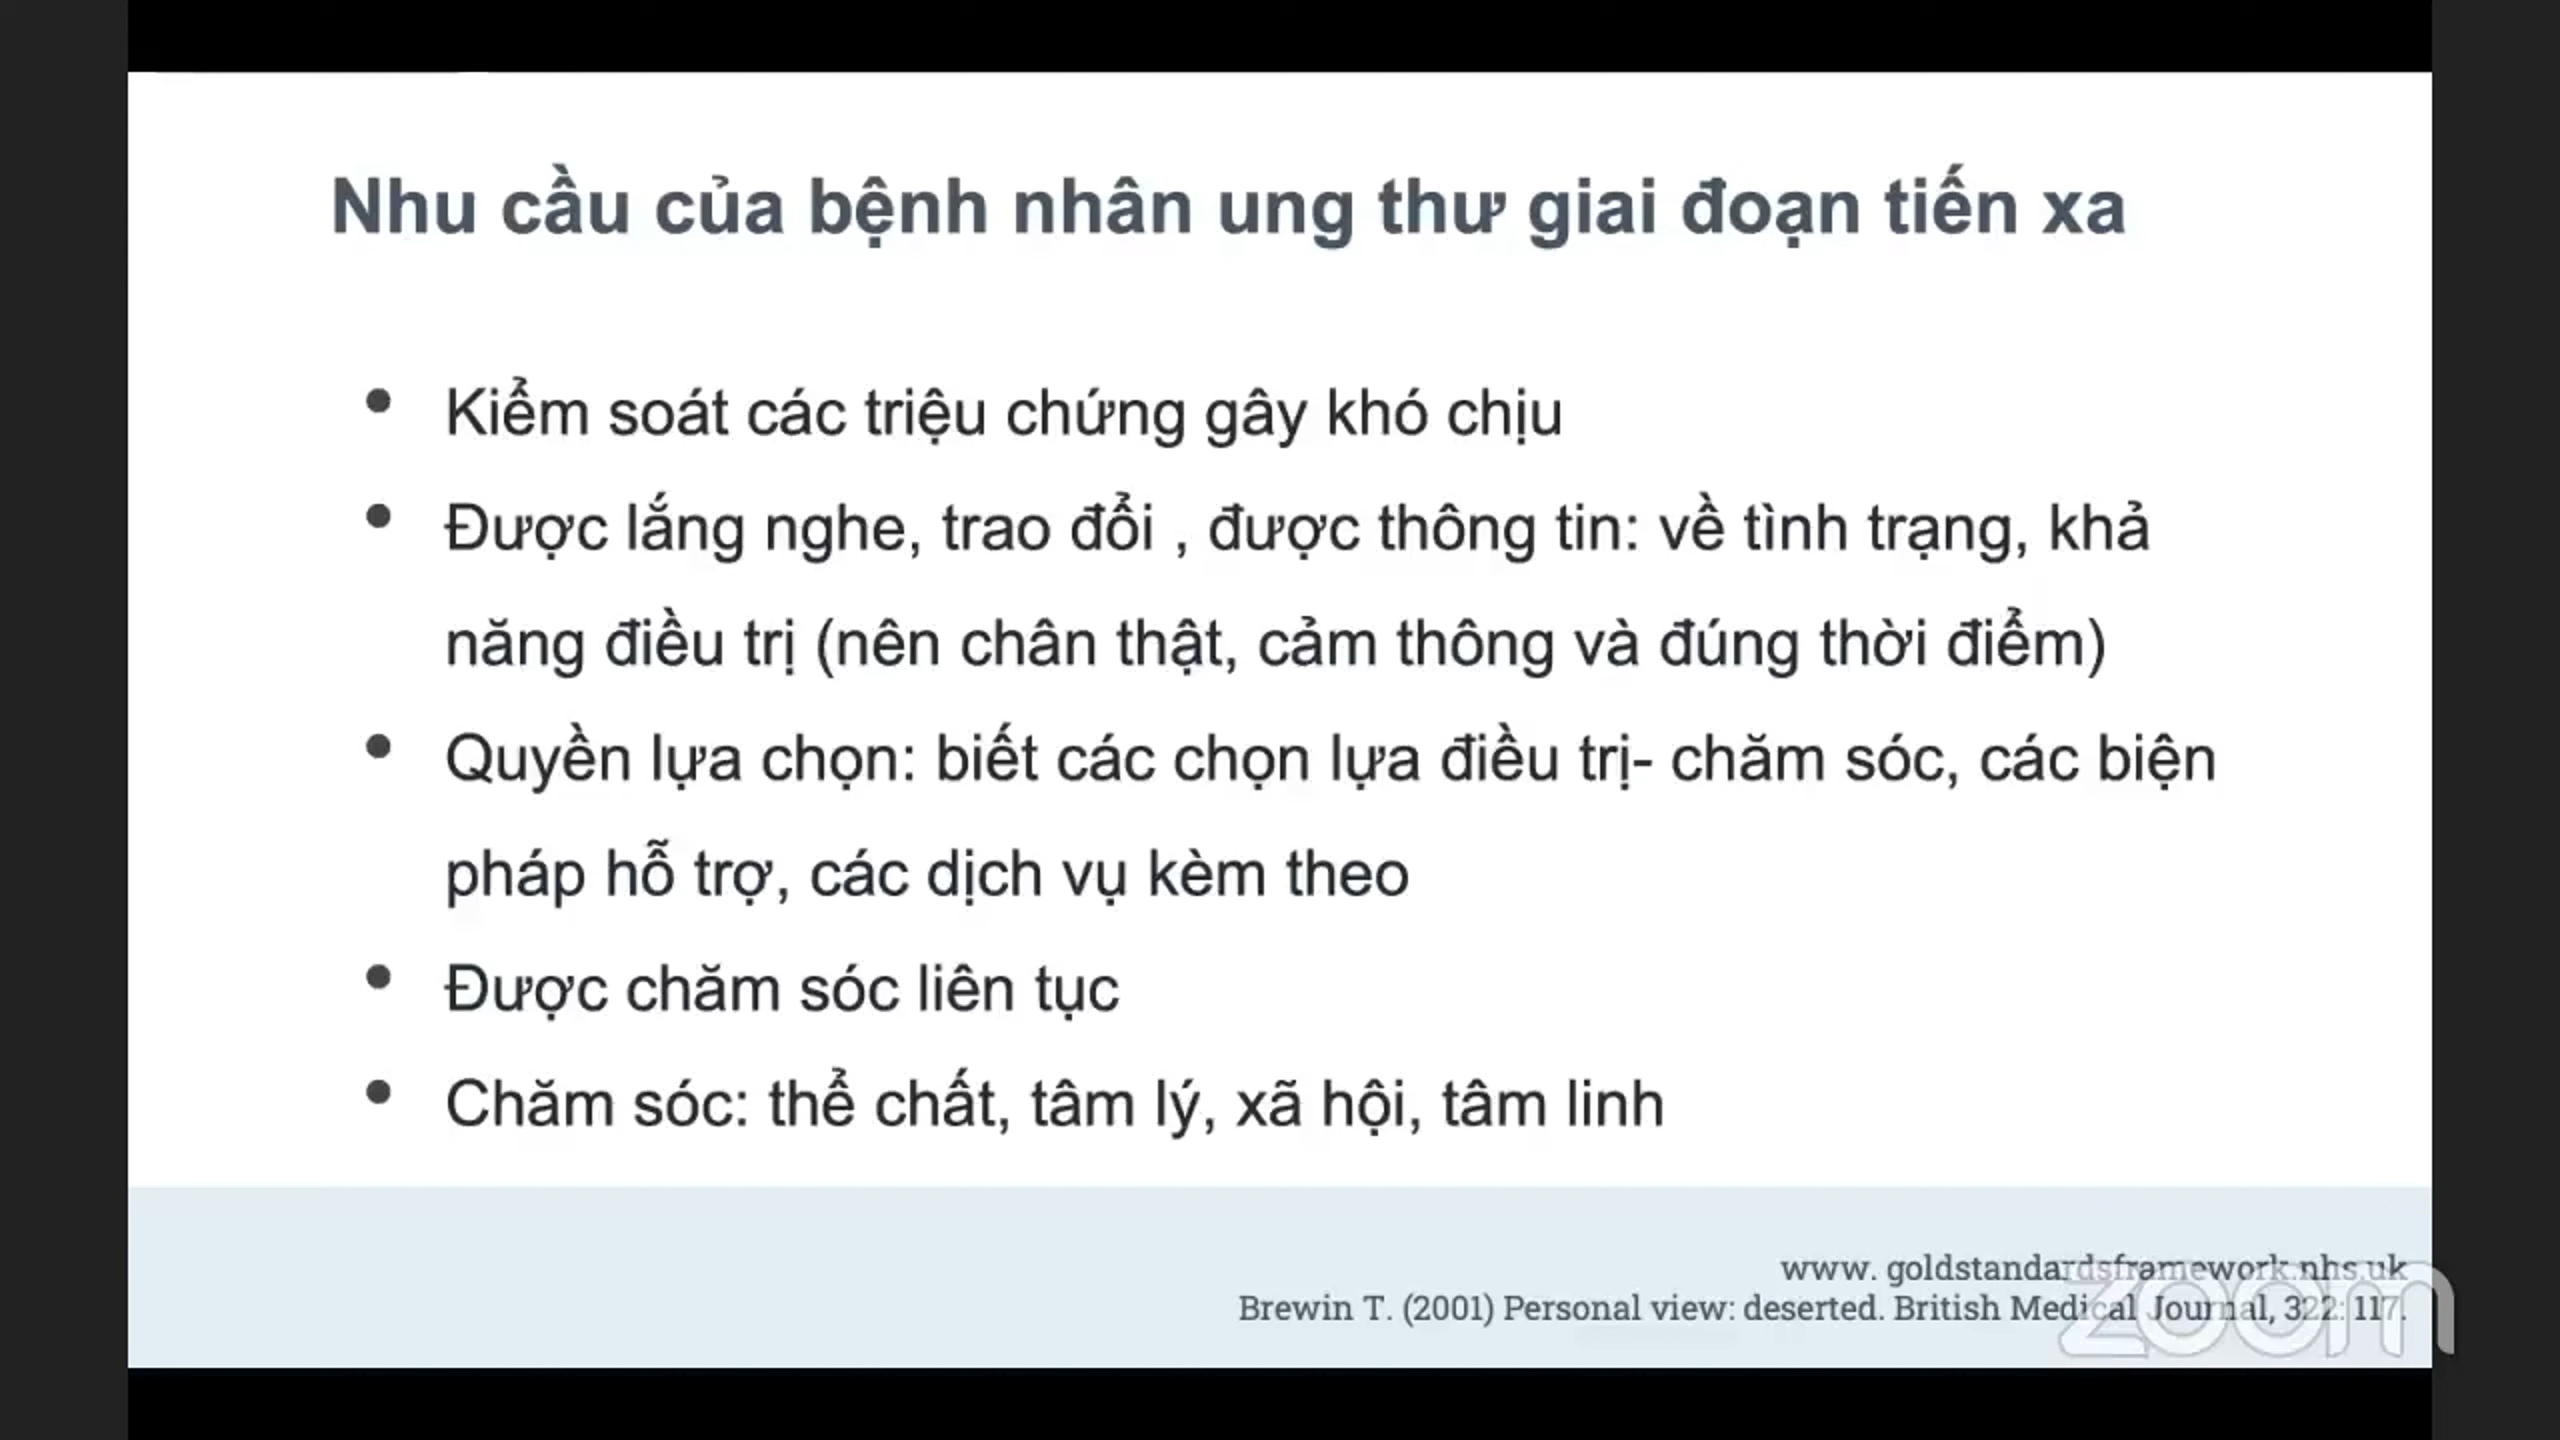 Nhu cầu của bệnh nhân ung thư giai đoạn tiến xa
• Kiểm soát các triệu chứng gây khó chịu
• Được lắng nghe, trao đổi , được thông tin: về tình trạng, khả
năng điều trị (nên chân thật, cảm thông và đúng thời điểm)
• Quyền lựa chọn: biết các chọn lựa điều trị- chăm sóc, các biện
pháp hỗ trợ, các dịch vụ kèm theo
• Được chăm sóc liên tục
• Chăm sóc: thể chất, tâm lý, xã hội, tâm linh
www. goldstandardsframework.nhs.uk
Brewin T. (2001) Personal view: deserted. British Medical Journal, 322: 117.
zoom